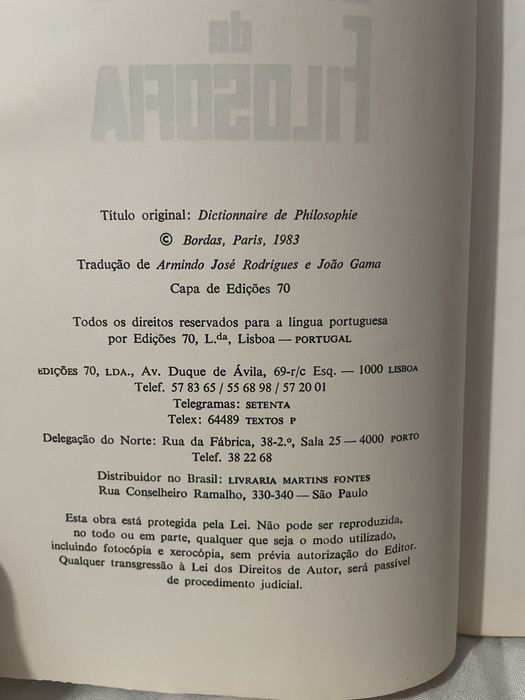 de
FILOSOFIA
Título original: Dictionnaire de Philosophie
© Bordas, Paris, 1983
Tradução de Armindo José Rodrigues e João Gama
Capa de Edições 70
Todos os direitos reservados para a língua portuguesa
por Edições 70, L.da, Lisboa — PORTUGAL
EDIÇÕES 70, LDA., Av. Duque de Ávila, 69-r/c Esq. — 1000 LISBOA
Telef. 57 83 65 / 55 68 98 / 57 20 01
Telegramas: SETENTA
Telex: 64489 TEXTOS P
Delegação do Norte: Rua da Fábrica, 38-2.º, Sala 25 — 4000 PORTO
Telef. 38 22 68
Distribuidor no Brasil: LIVRARIA MARTINS FONTES
Rua Conselheiro Ramalho, 330-340 — São Paulo
Esta obra está protegida pela Lei. Não pode ser reproduzida,
no todo ou em parte, qualquer que seja o modo utilizado,
incluindo fotocópia e xerocópia, sem prévia autorização do Editor.
Qualquer transgressão à Lei dos Direitos de Autor, será passível
de procedimento judicial.